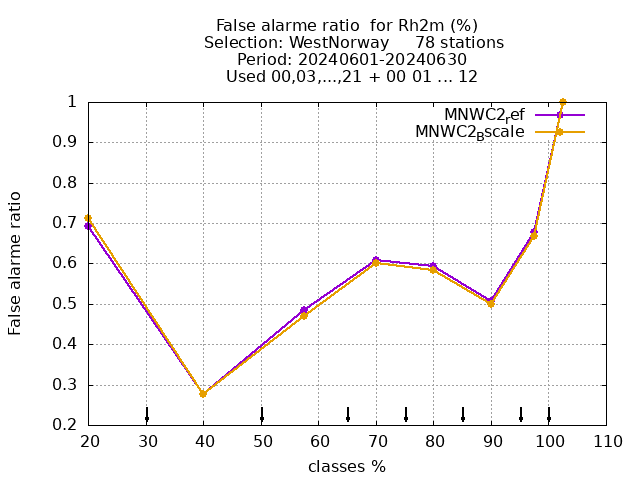 False alarme ratio  for Rh2m (%)
Selection: WestNorway     78 stations
Period: 20240601-20240630
Used 00,03,...,21 + 00 01 ... 12
MNWC2ref
MNWC2Bscale
1
0.9
0.8
0.7
0.6
0.5
0.4
0.3
0.2
False alarme ratio
20 30 40 50 60 70 80 90 100 110
classes %